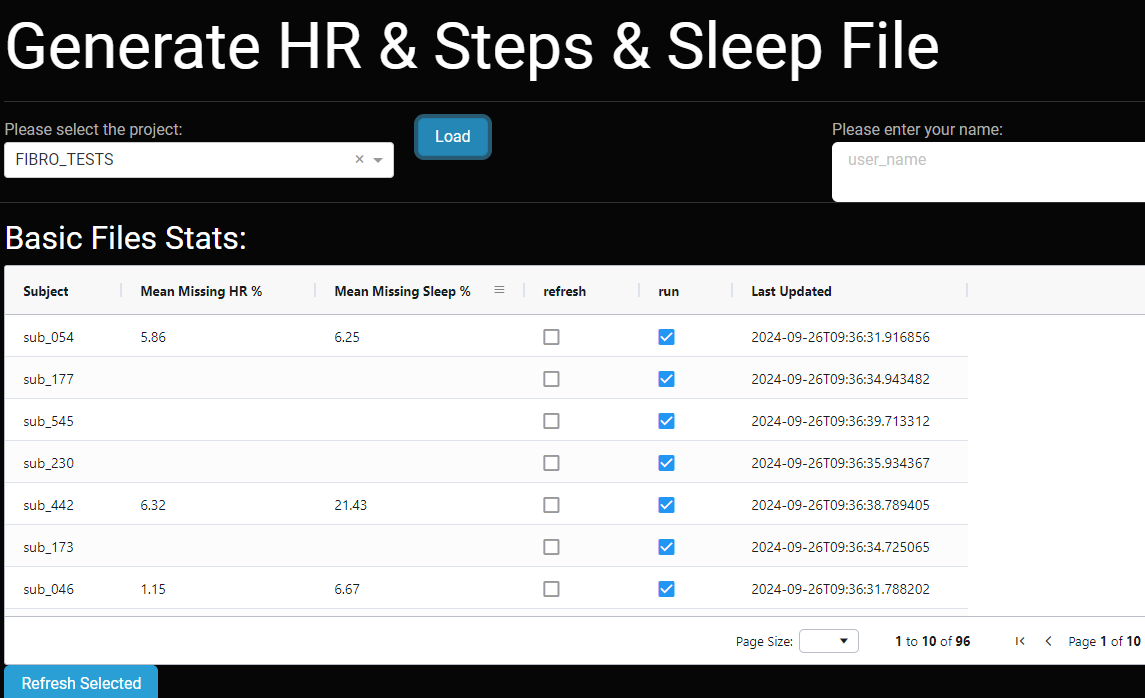 Generate HR & Steps & Sleep File
Please select the project:
Load
Please enter your name:
FIBRO_TESTS
user_name
Basic Files Stats:
Subject Mean Missing HR % Mean Missing Sleep % refresh run Last Updated
sub_054 5.86 6.25 2024-09-26T09:36:31.916856
sub_177 2024-09-26T09:36:34.943482
sub_545 2024-09-26T09:36:39.713312
sub_230 2024-09-26T09:36:35.934367
sub_442 6.32 21.43 2024-09-26T09:36:38.789405
sub_173 2024-09-26T09:36:34.725065
sub_046 1.15 6.67 2024-09-26T09:36:31.788202
Page Size: 1 to 10 of 96 Page 1 of 10
Refresh Selected